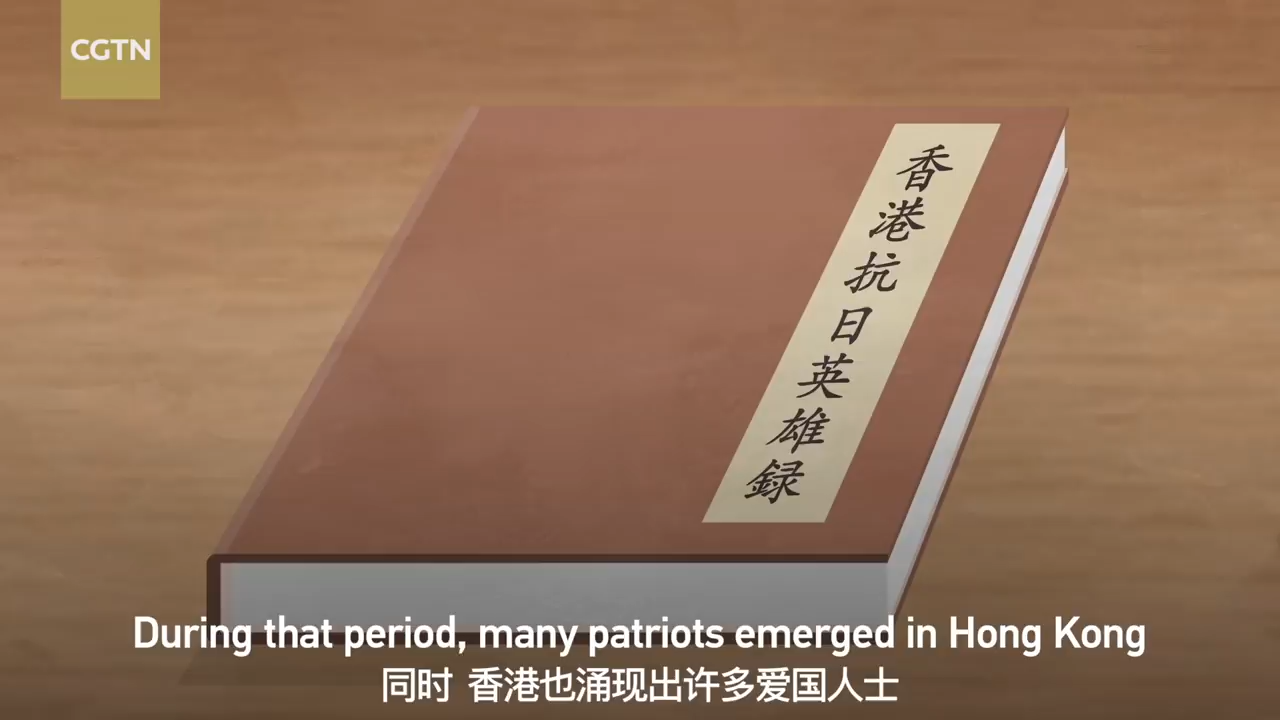 CGTN
香港抗日英雄録
During that period, many patriots emerged in Hong Kong
同时 香港也涌现出许多爱国人士